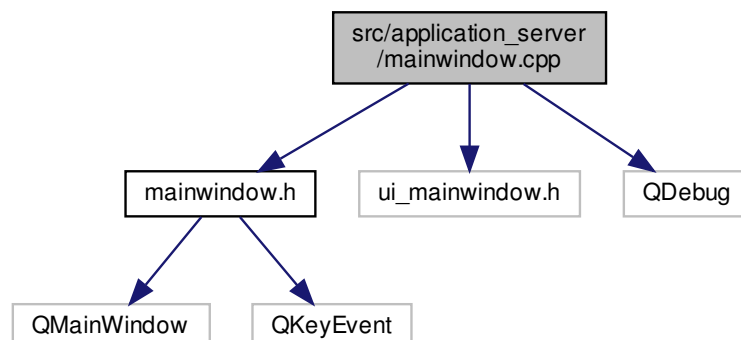 src/application_server
/mainwindow.cpp
mainwindow.h
ui_mainwindow.h
QDebug
QMainWindow
QKeyEvent